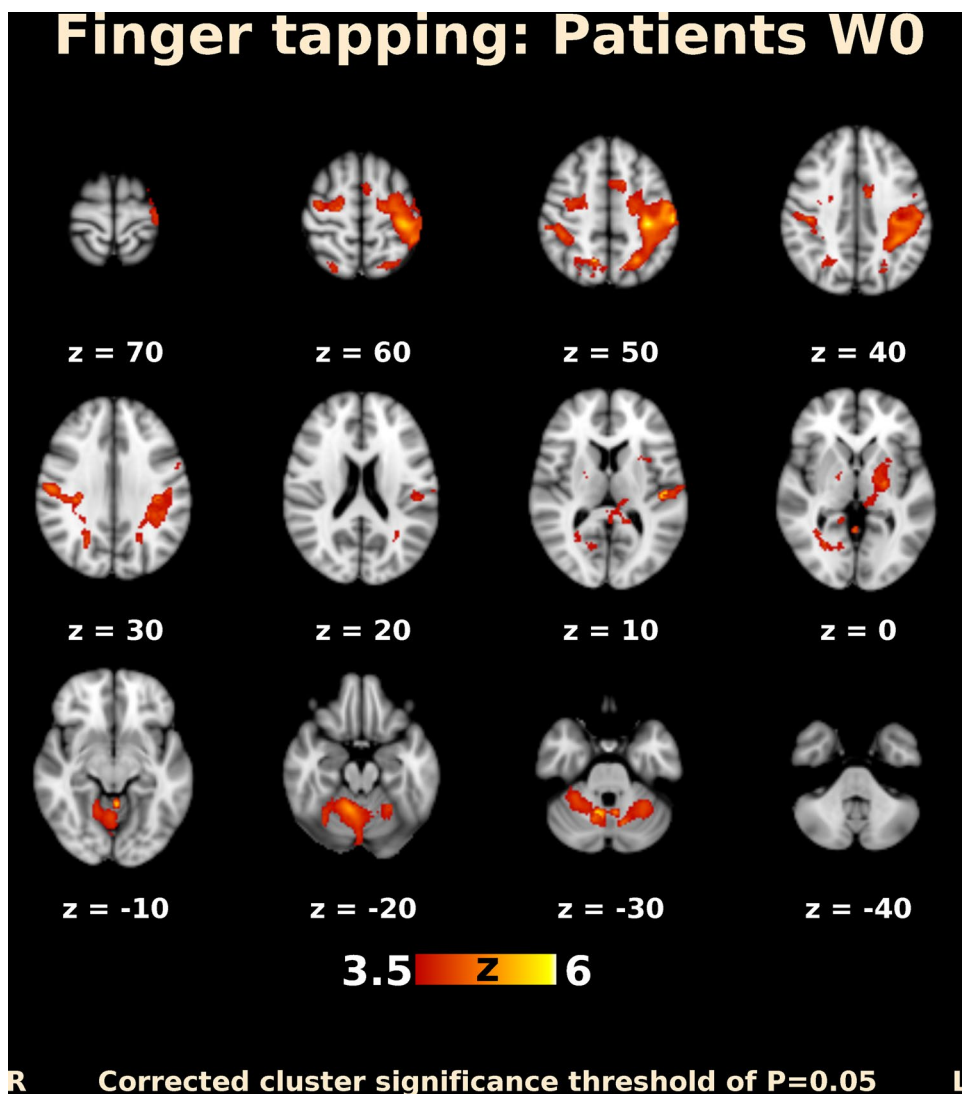 Finger tapping: Patients W0
z = 70 z = 60 z = 50 z = 40
z = 30 z = 20 z = 10 z = 0
z = -10 z = -20 z = -30 z = -40
3.5 z 6
R Corrected cluster significance threshold of P=0.05 L